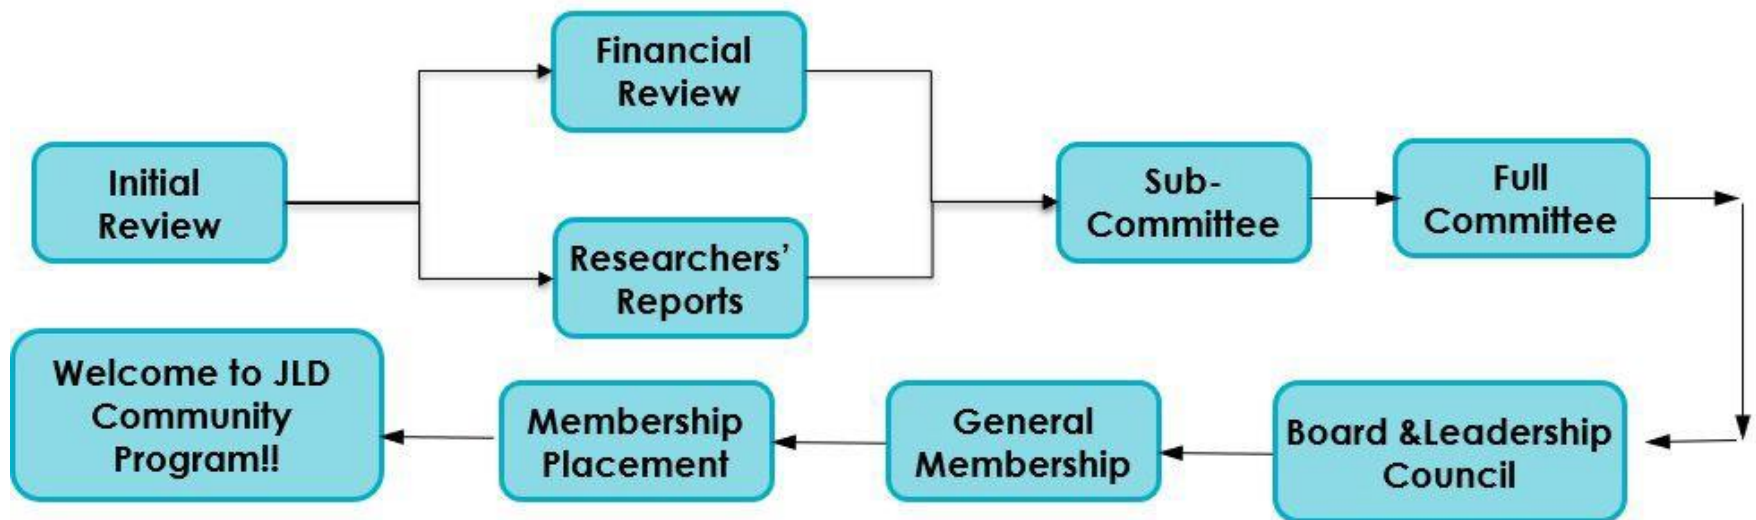 Financial
Review
Initial
Review
Researchers’
Reports
Sub-
Committee
Full
Committee
Board &Leadership
Council
General
Membership
Membership
Placement
Welcome to JLD
Community
Program!!